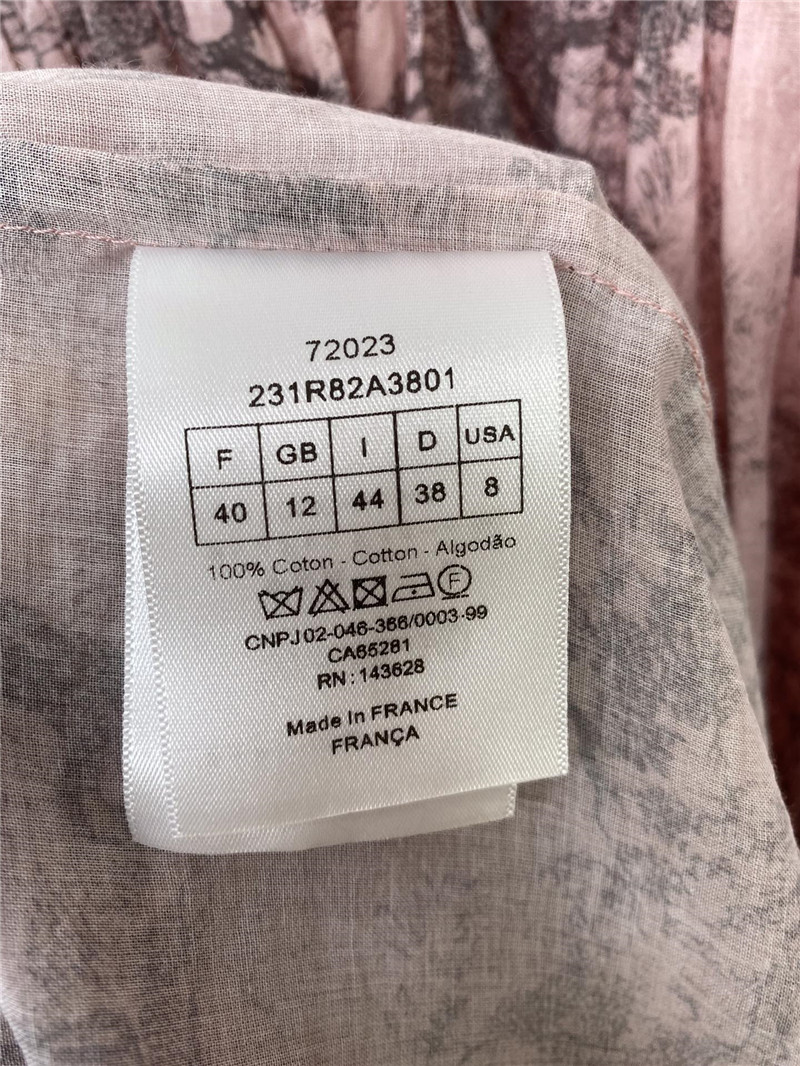 72023
231R82A3801
F GB I D USA
40 12 44 38 8
100% Coton - Cotton - Algodão
F
CNPJ 02-046-366/0003-99
CA65281
RN : 143628
Made In FRANCE
FRANÇA